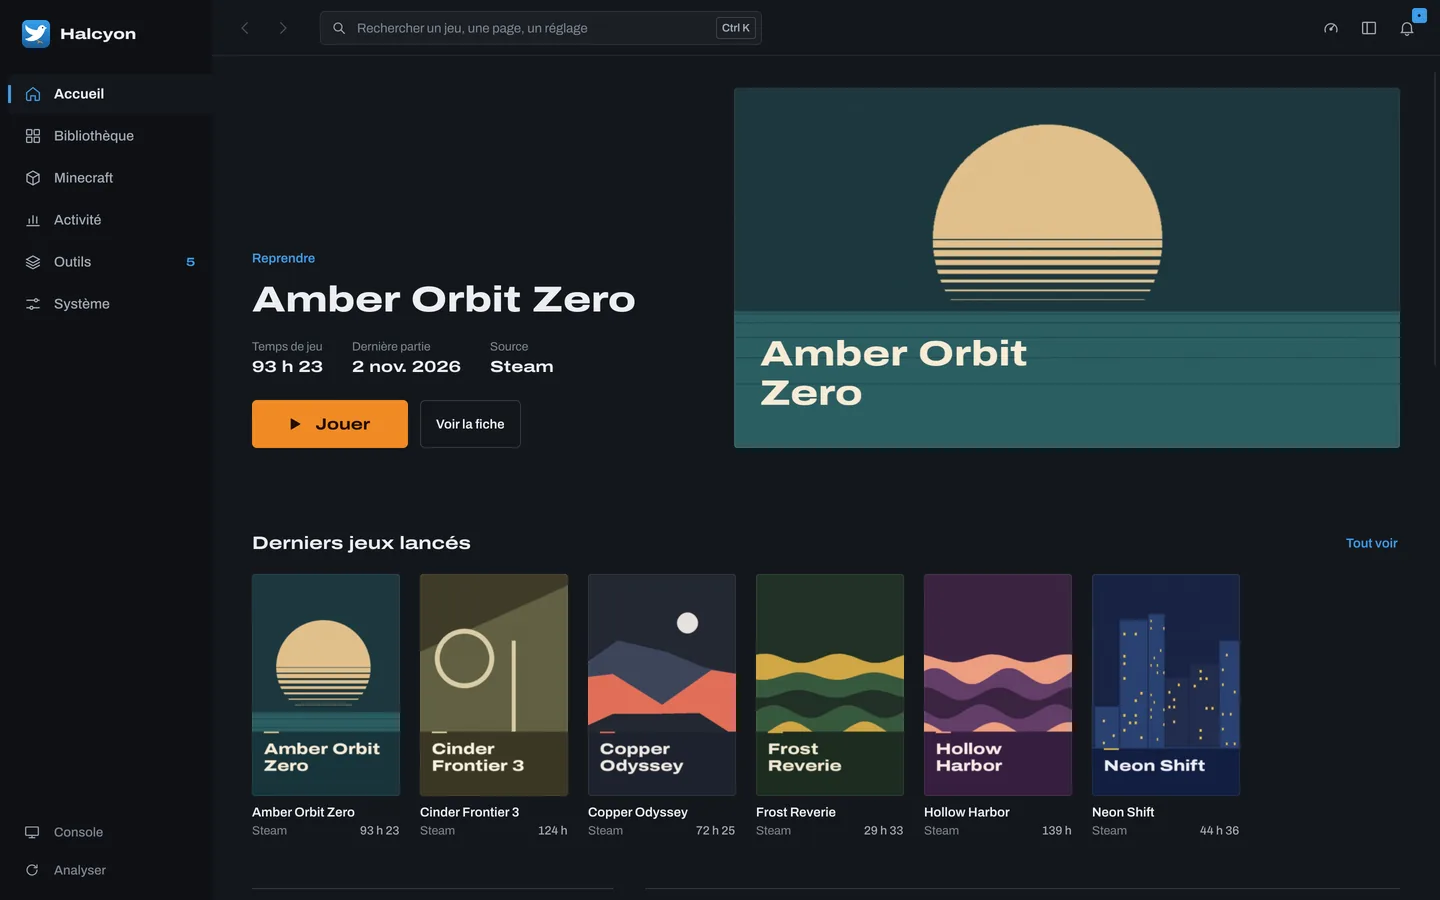 Halcyon
Rechercher un jeu, une page, un réglage
Ctrl K
Accueil
Bibliothèque
Minecraft
Activité
Outils
5
Système
Console
Analyser
Reprendre
Amber Orbit Zero
Temps de jeu
93 h 23
Dernière partie
2 nov. 2026
Source
Steam
Jouer
Voir la fiche
Amber Orbit
Zero
Derniers jeux lancés
Tout voir
Amber Orbit
Zero
Amber Orbit Zero
Steam
93 h 23
Cinder
Frontier 3
Cinder Frontier 3
Steam
124 h
Copper
Odyssey
Copper Odyssey
Steam
72 h 25
Frost
Reverie
Frost Reverie
Steam
29 h 33
Hollow
Harbor
Hollow Harbor
Steam
139 h
Neon Shift
Neon Shift
Steam
44 h 36